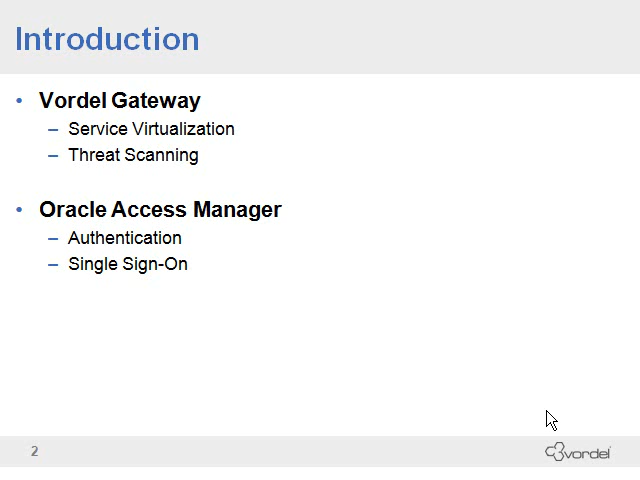 Introduction
• Vordel Gateway
– Service Virtualization
– Threat Scanning
• Oracle Access Manager
– Authentication
– Single Sign-On
2
vordel